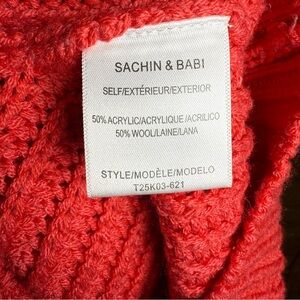 SACHIN & BABI
SELF/EXTÉRIEUR/EXTERIOR
50% ACRYLIC/ACRYLIQUE/ACRILICO
50% WOOL/LAINE/LANA
STYLE/MODÈLE/MODELO
T25K03-621